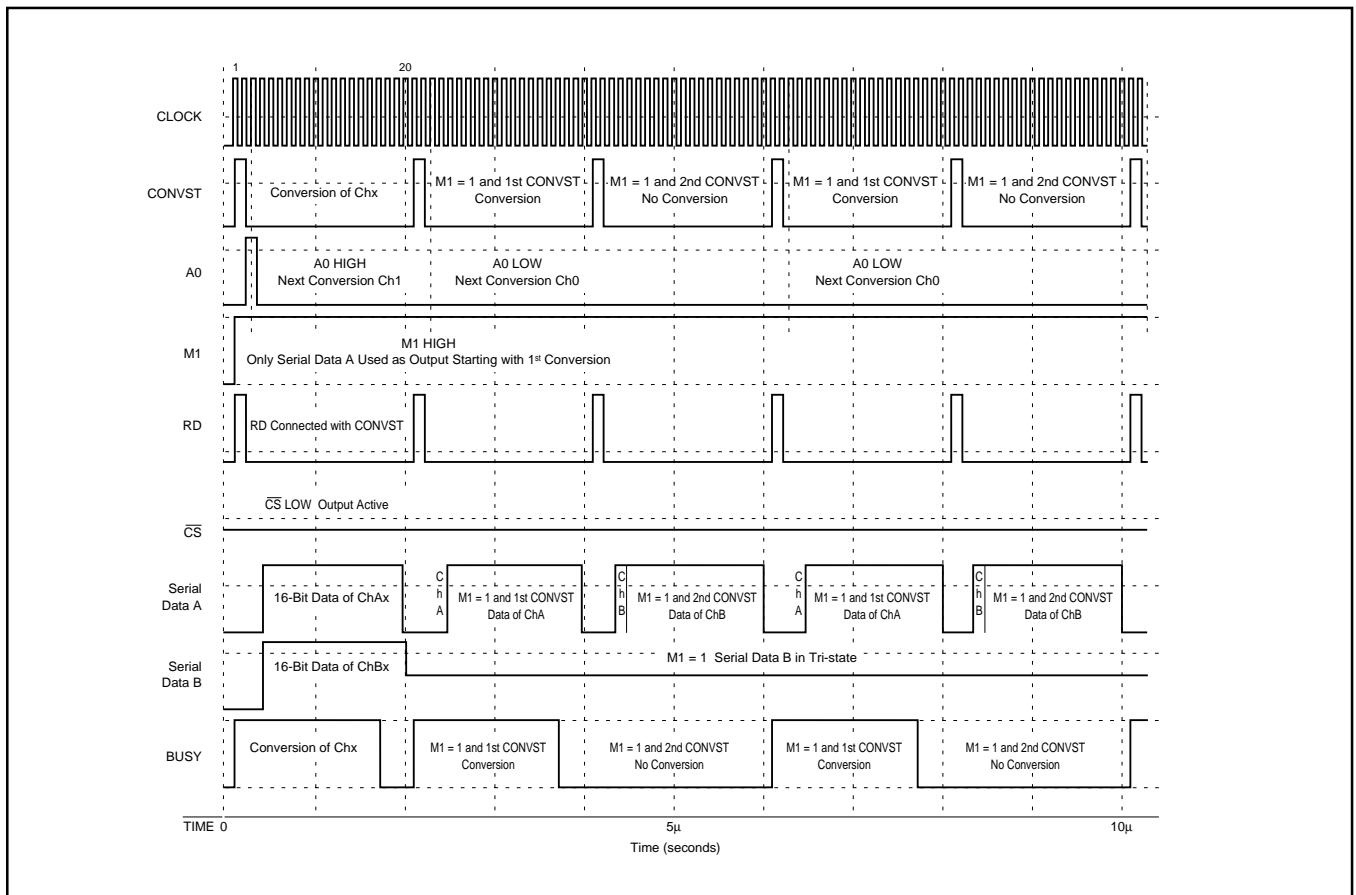 1 20
CLOCK
CONVST
Conversion of Chx
M1 = 1 and 1st CONVST
Conversion
M1 = 1 and 2nd CONVST
No Conversion
M1 = 1 and 1st CONVST
Conversion
M1 = 1 and 2nd CONVST
No Conversion
A0
A0 HIGH
Next Conversion Ch1
A0 LOW
Next Conversion Ch0
A0 LOW
Next Conversion Ch0
M1
M1 HIGH
Only Serial Data A Used as Output Starting with 1st Conversion
RD
RD Connected with CONVST
CS LOW Output Active
CS
Serial
Data A
16-Bit Data of ChAx
ChA
M1 = 1 and 1st CONVST
Data of ChA
ChB
M1 = 1 and 2nd CONVST
Data of ChB
ChA
M1 = 1 and 1st CONVST
Data of ChA
ChB
M1 = 1 and 2nd CONVST
Data of ChB
Serial
Data B
16-Bit Data of ChBx
M1 = 1 Serial Data B in Tri-state
BUSY
Conversion of Chx
M1 = 1 and 1st CONVST
Conversion
M1 = 1 and 2nd CONVST
No Conversion
M1 = 1 and 1st CONVST
Conversion
M1 = 1 and 2nd CONVST
No Conversion
TIME 0 5μ 10μ
Time (seconds)